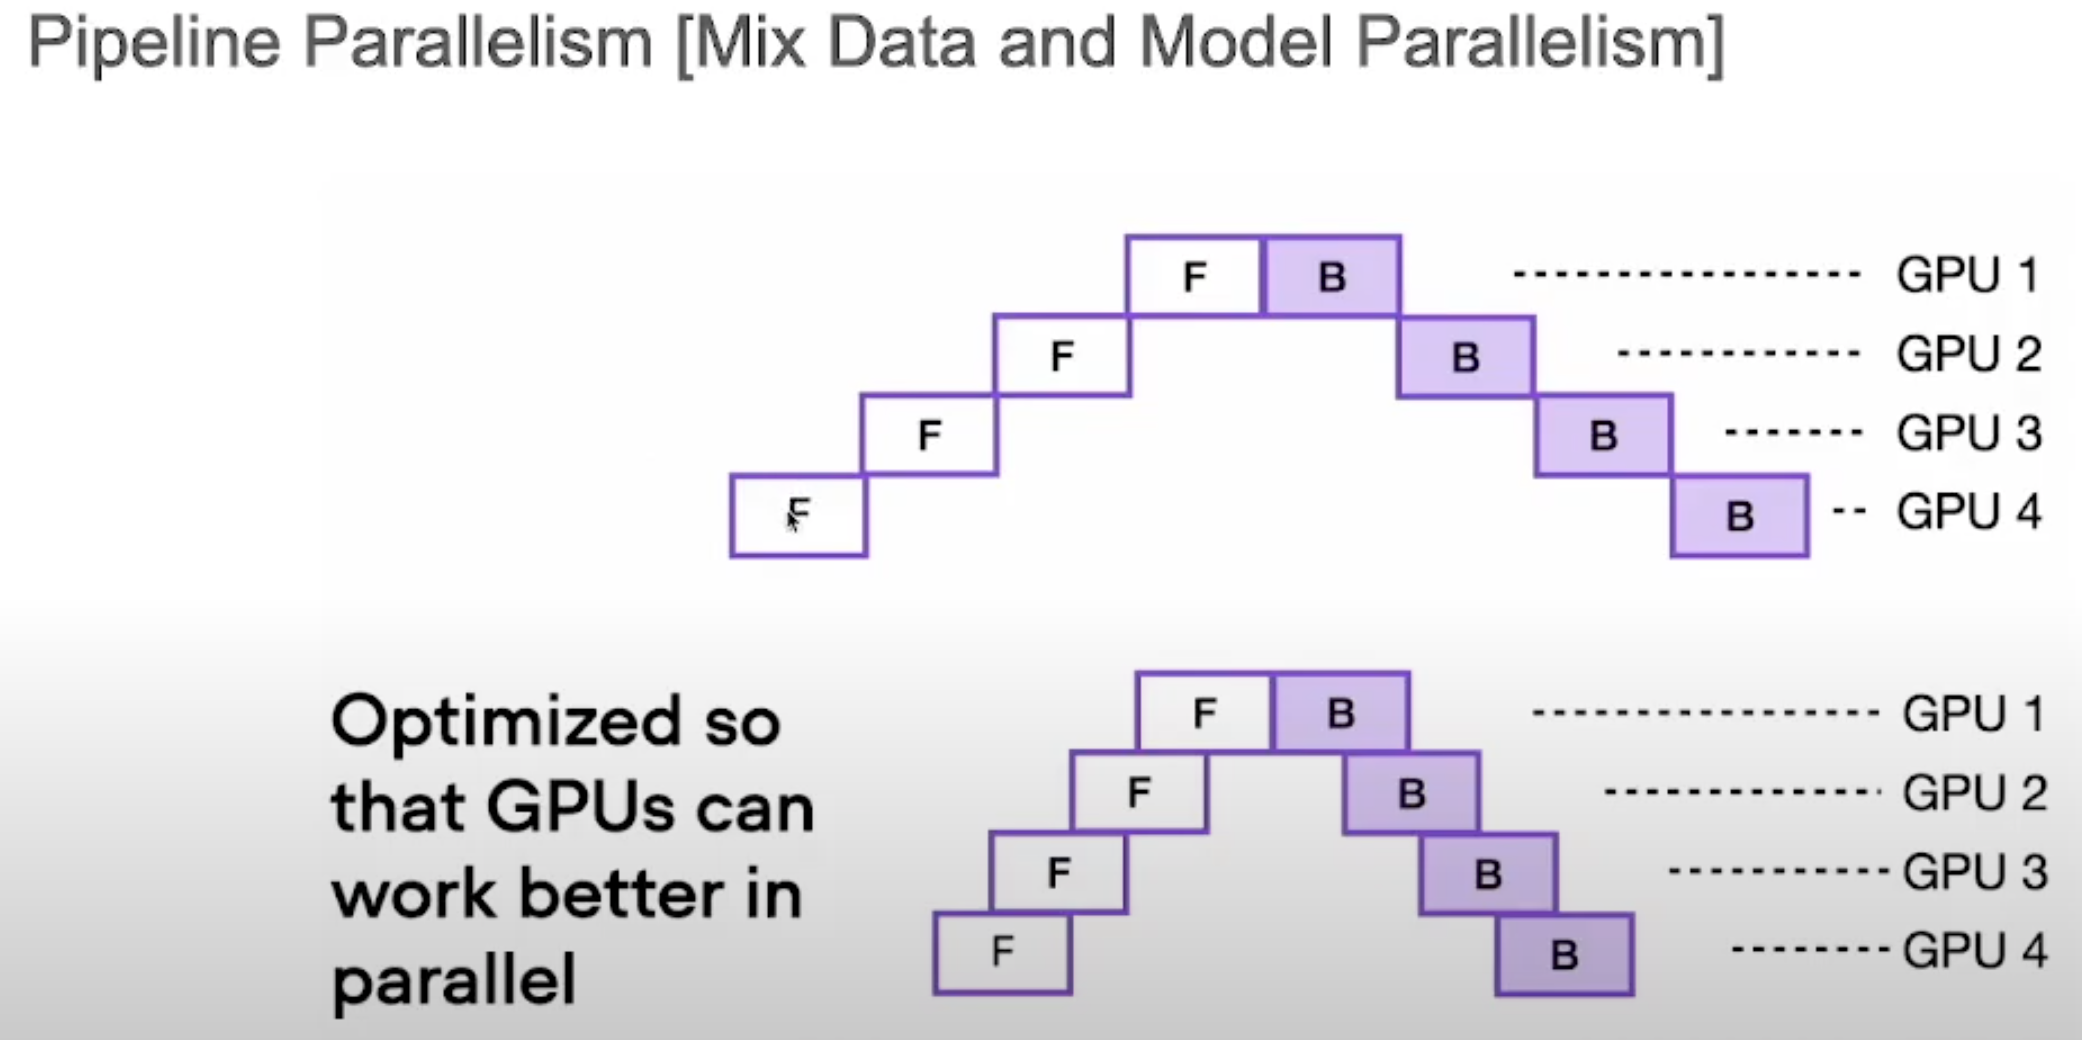 Pipeline Parallelism [Mix Data and Model Parallelism]
F B GPU 1
F B GPU 2
F B GPU 3
F B GPU 4
Optimized so
that GPUs can
work better in
parallel
F B GPU 1
F B GPU 2
F B GPU 3
F B GPU 4